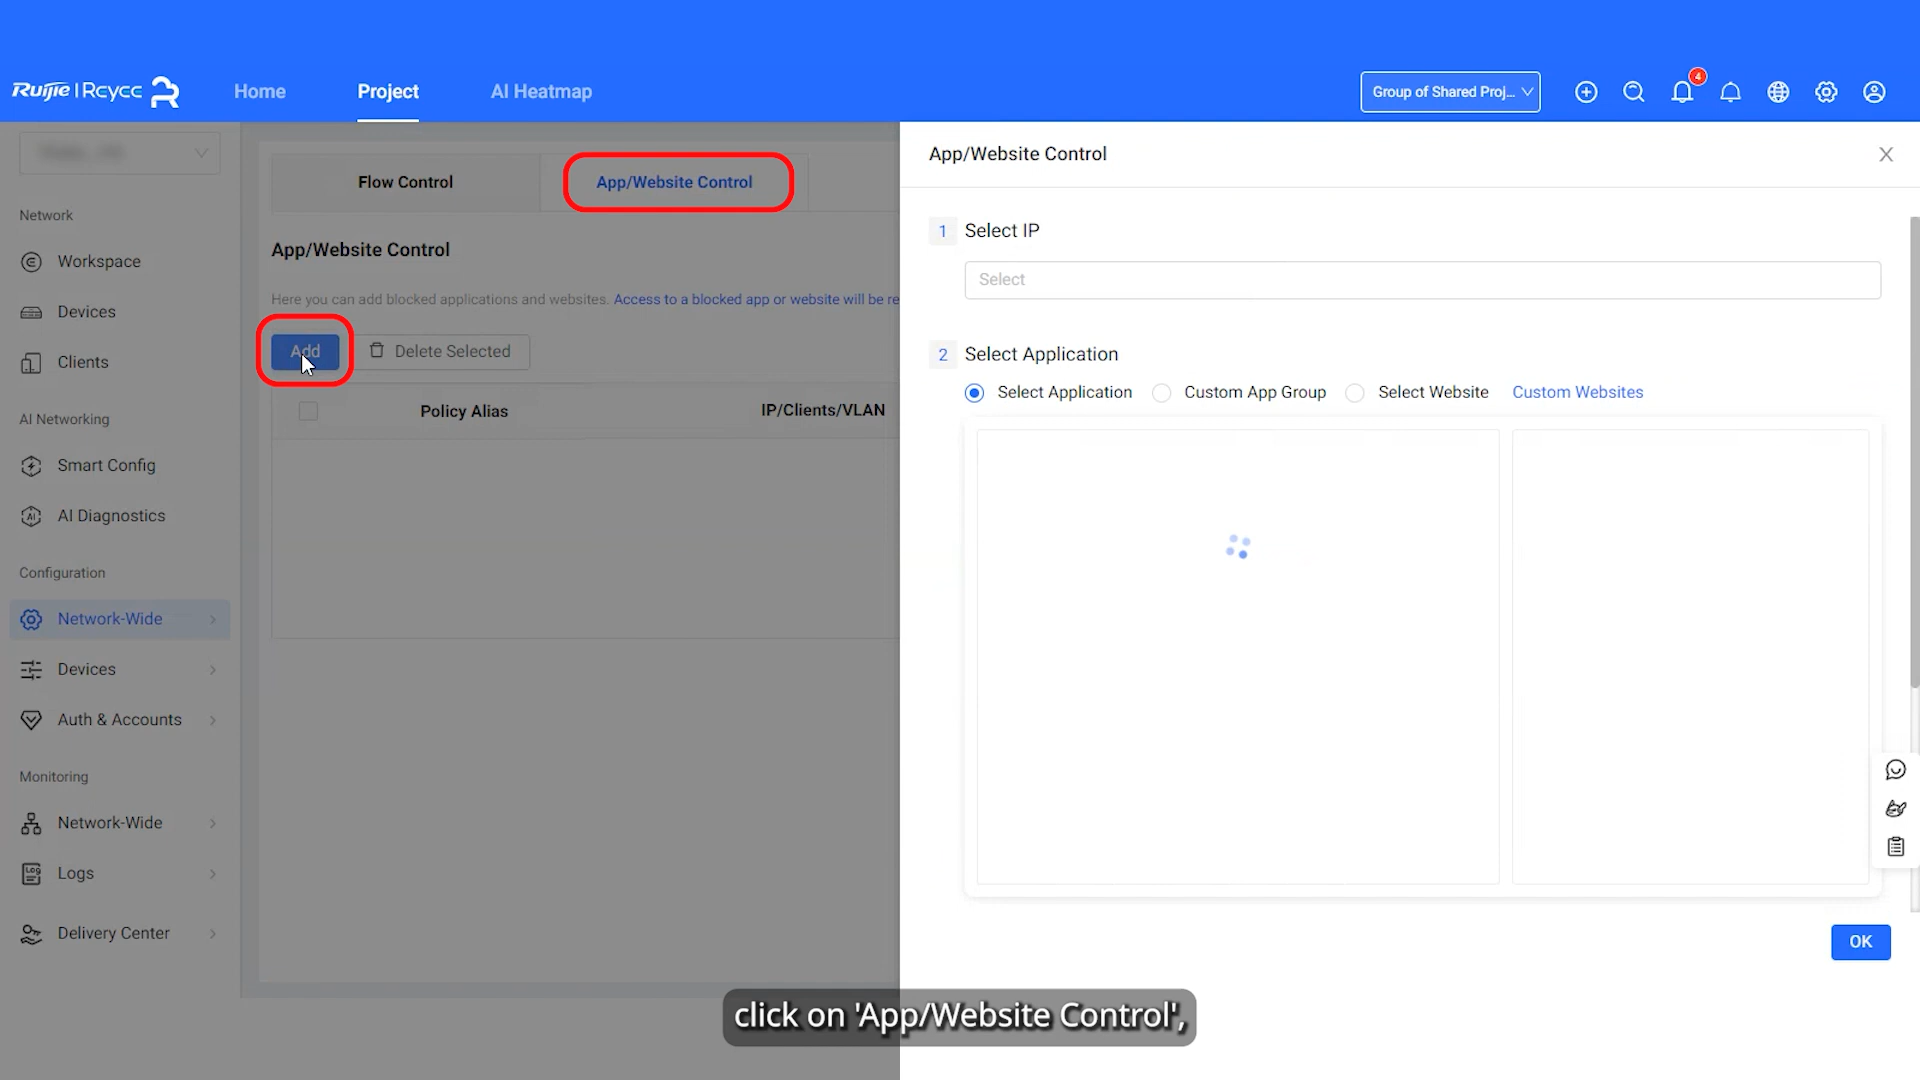 Ruijie | Reyee
Home
Project
AI Heatmap
Group of Shared Proj...
4
Network
Workspace
Devices
Clients
AI Networking
Smart Config
AI Diagnostics
Configuration
Network-Wide
Devices
Auth & Accounts
Monitoring
Network-Wide
Logs
Delivery Center
Flow Control
App/Website Control
App/Website Control
Here you can add blocked applications and websites. Access to a blocked app or website will be re
Add
Delete Selected
Policy Alias
IP/Clients/VLAN
App/Website Control
1 Select IP
Select
2 Select Application
Select Application
Custom App Group
Select Website
Custom Websites
OK
click on 'App/Website Control',